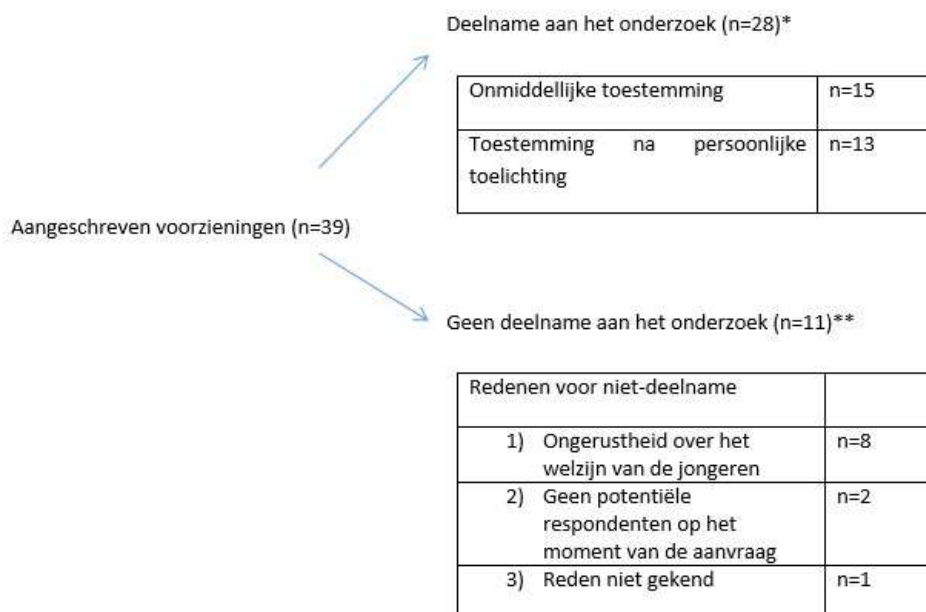 Deelname aan het onderzoek (n=28)*
Onmiddellijke toestemming n=15
Toestemming na persoonlijke n=13
toelichting
Aangeschreven voorzieningen (n=39)
Geen deelname aan het onderzoek (n=11)**
Redenen voor niet-deelname
1) Ongerustheid over het n=8
welzijn van de jongeren
2) Geen potentiële n=2
respondenten op het
moment van de aanvraag
3) Reden niet gekend n=1